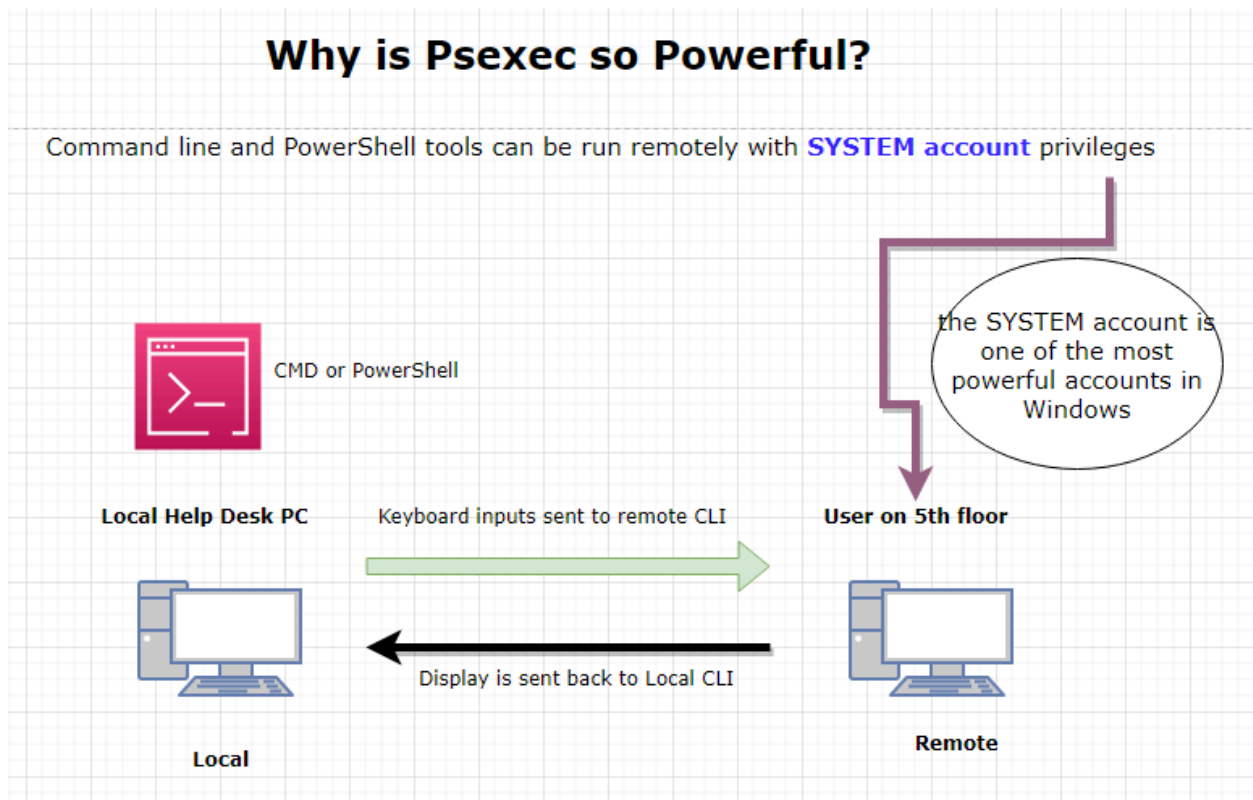 Why is Psexec so Powerful?
Command line and PowerShell tools can be run remotely with SYSTEM account privileges
the SYSTEM account is
one of the most
powerful accounts in
Windows
CMD or PowerShell
Local Help Desk PC
Keyboard inputs sent to remote CLI
User on 5th floor
Display is sent back to Local CLI
Local
Remote